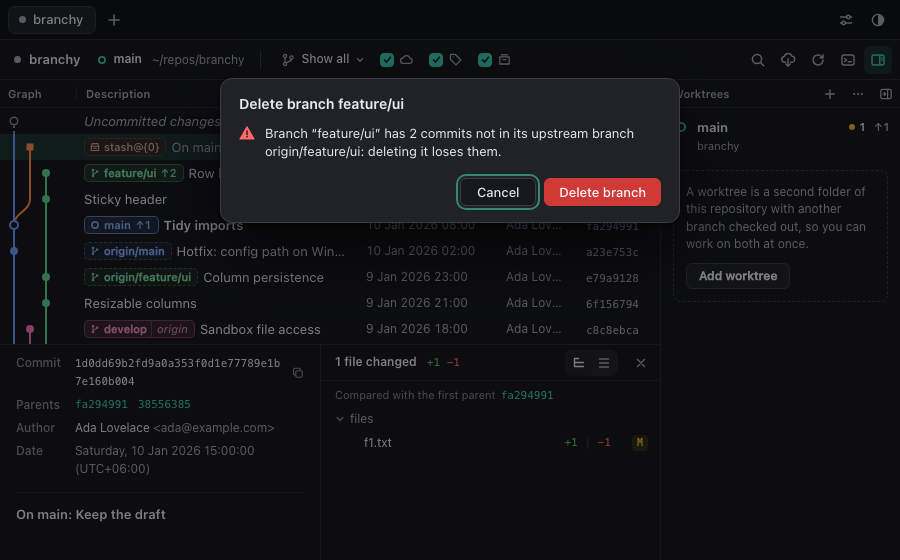 branchy
branchy main ~/repos/branchy Show all
Graph Description
Worktrees
Delete branch feature/ui
Branch “feature/ui” has 2 commits not in its upstream branch
origin/feature/ui: deleting it loses them.
Cancel Delete branch
Uncommitted changes
stash@{0} On main
feature/ui ↑2 Row
Sticky header
main ↑1 Tidy imports 10 Jan 2026 08:00 Ada Lov… fa294991
origin/main Hotfix: config path on Win… 10 Jan 2026 02:00 Ada Lov… a23e753c
origin/feature/ui Column persistence 9 Jan 2026 23:00 Ada Lov… e79a9128
Resizable columns 9 Jan 2026 21:00 Ada Lov… 6f156794
develop origin Sandbox file access 9 Jan 2026 18:00 Ada Lov… c8c8ebca
main 1 ↑1
branchy
A worktree is a second folder of
this repository with another
branch checked out, so you can
work on both at once.
Add worktree
Commit 1d0dd69b2fd9a0a353f0d1e77789e1b
7e160b004
Parents fa294991 38556385
Author Ada Lovelace <ada@example.com>
Date Saturday, 10 Jan 2026 15:00:00
(UTC+06:00)
On main: Keep the draft
1 file changed +1 −1
Compared with the first parent fa294991
files
f1.txt +1 −1 M